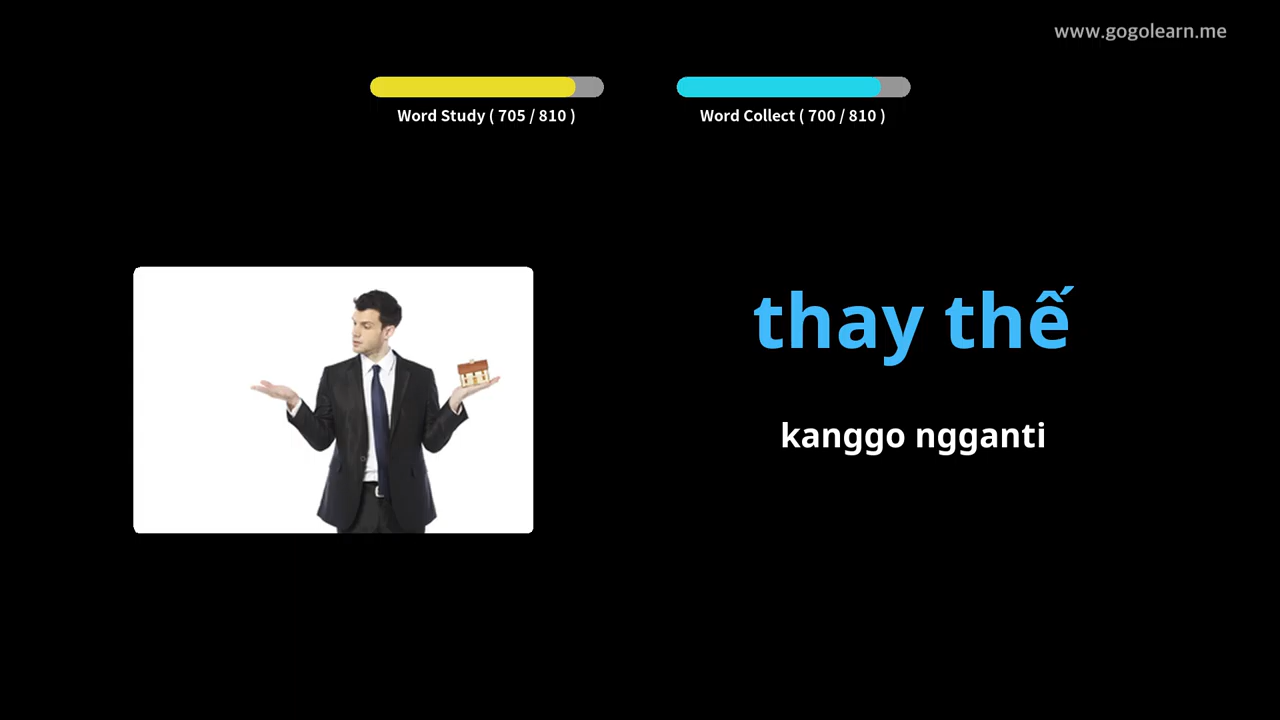 www.gogolearn.me
Word Study ( 705 / 810 )
Word Collect ( 700 / 810 )
thay thế
kanggo ngganti